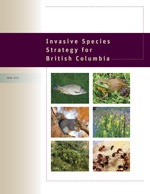 Invasive Species
Strategy for
British Columbia